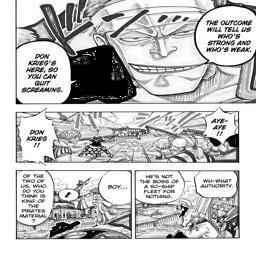 THE OUTCOME
WILL TELL US
WHO'S
STRONG AND
WHO'S WEAK.
DON
KRIEG'S
HERE, SO
YOU CAN
QUIT
SCREAMING.
DON
KRIEG
!!
AYE-
AYE!!
WH-WHAT
AUTHORITY.
HE'S NOT
THE BOSS OF
A 50-SHIP
FLEET FOR
NOTHING.
BOY...
OF THE
TWO OF
US, WHO DO
YOU THINK
IS KING OF
THE PIRATES
MATERIAL
?